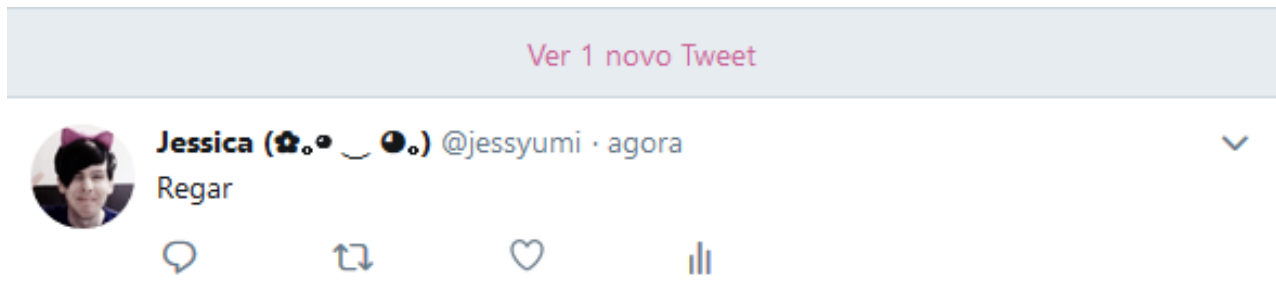 Ver 1 novo Tweet
Jessica (✿｡◕ ‿ ◕｡) @jessyumi · agora
Regar